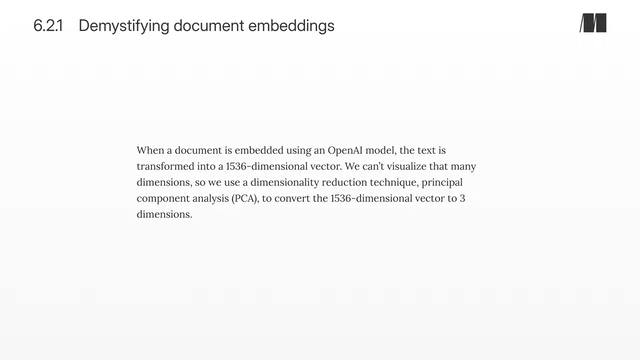 6.2.1 Demystifying document embeddings
When a document is embedded using an OpenAI model, the text is
transformed into a 1536-dimensional vector. We can’t visualize that many
dimensions, so we use a dimensionality reduction technique, principal
component analysis (PCA), to convert the 1536-dimensional vector to 3
dimensions.